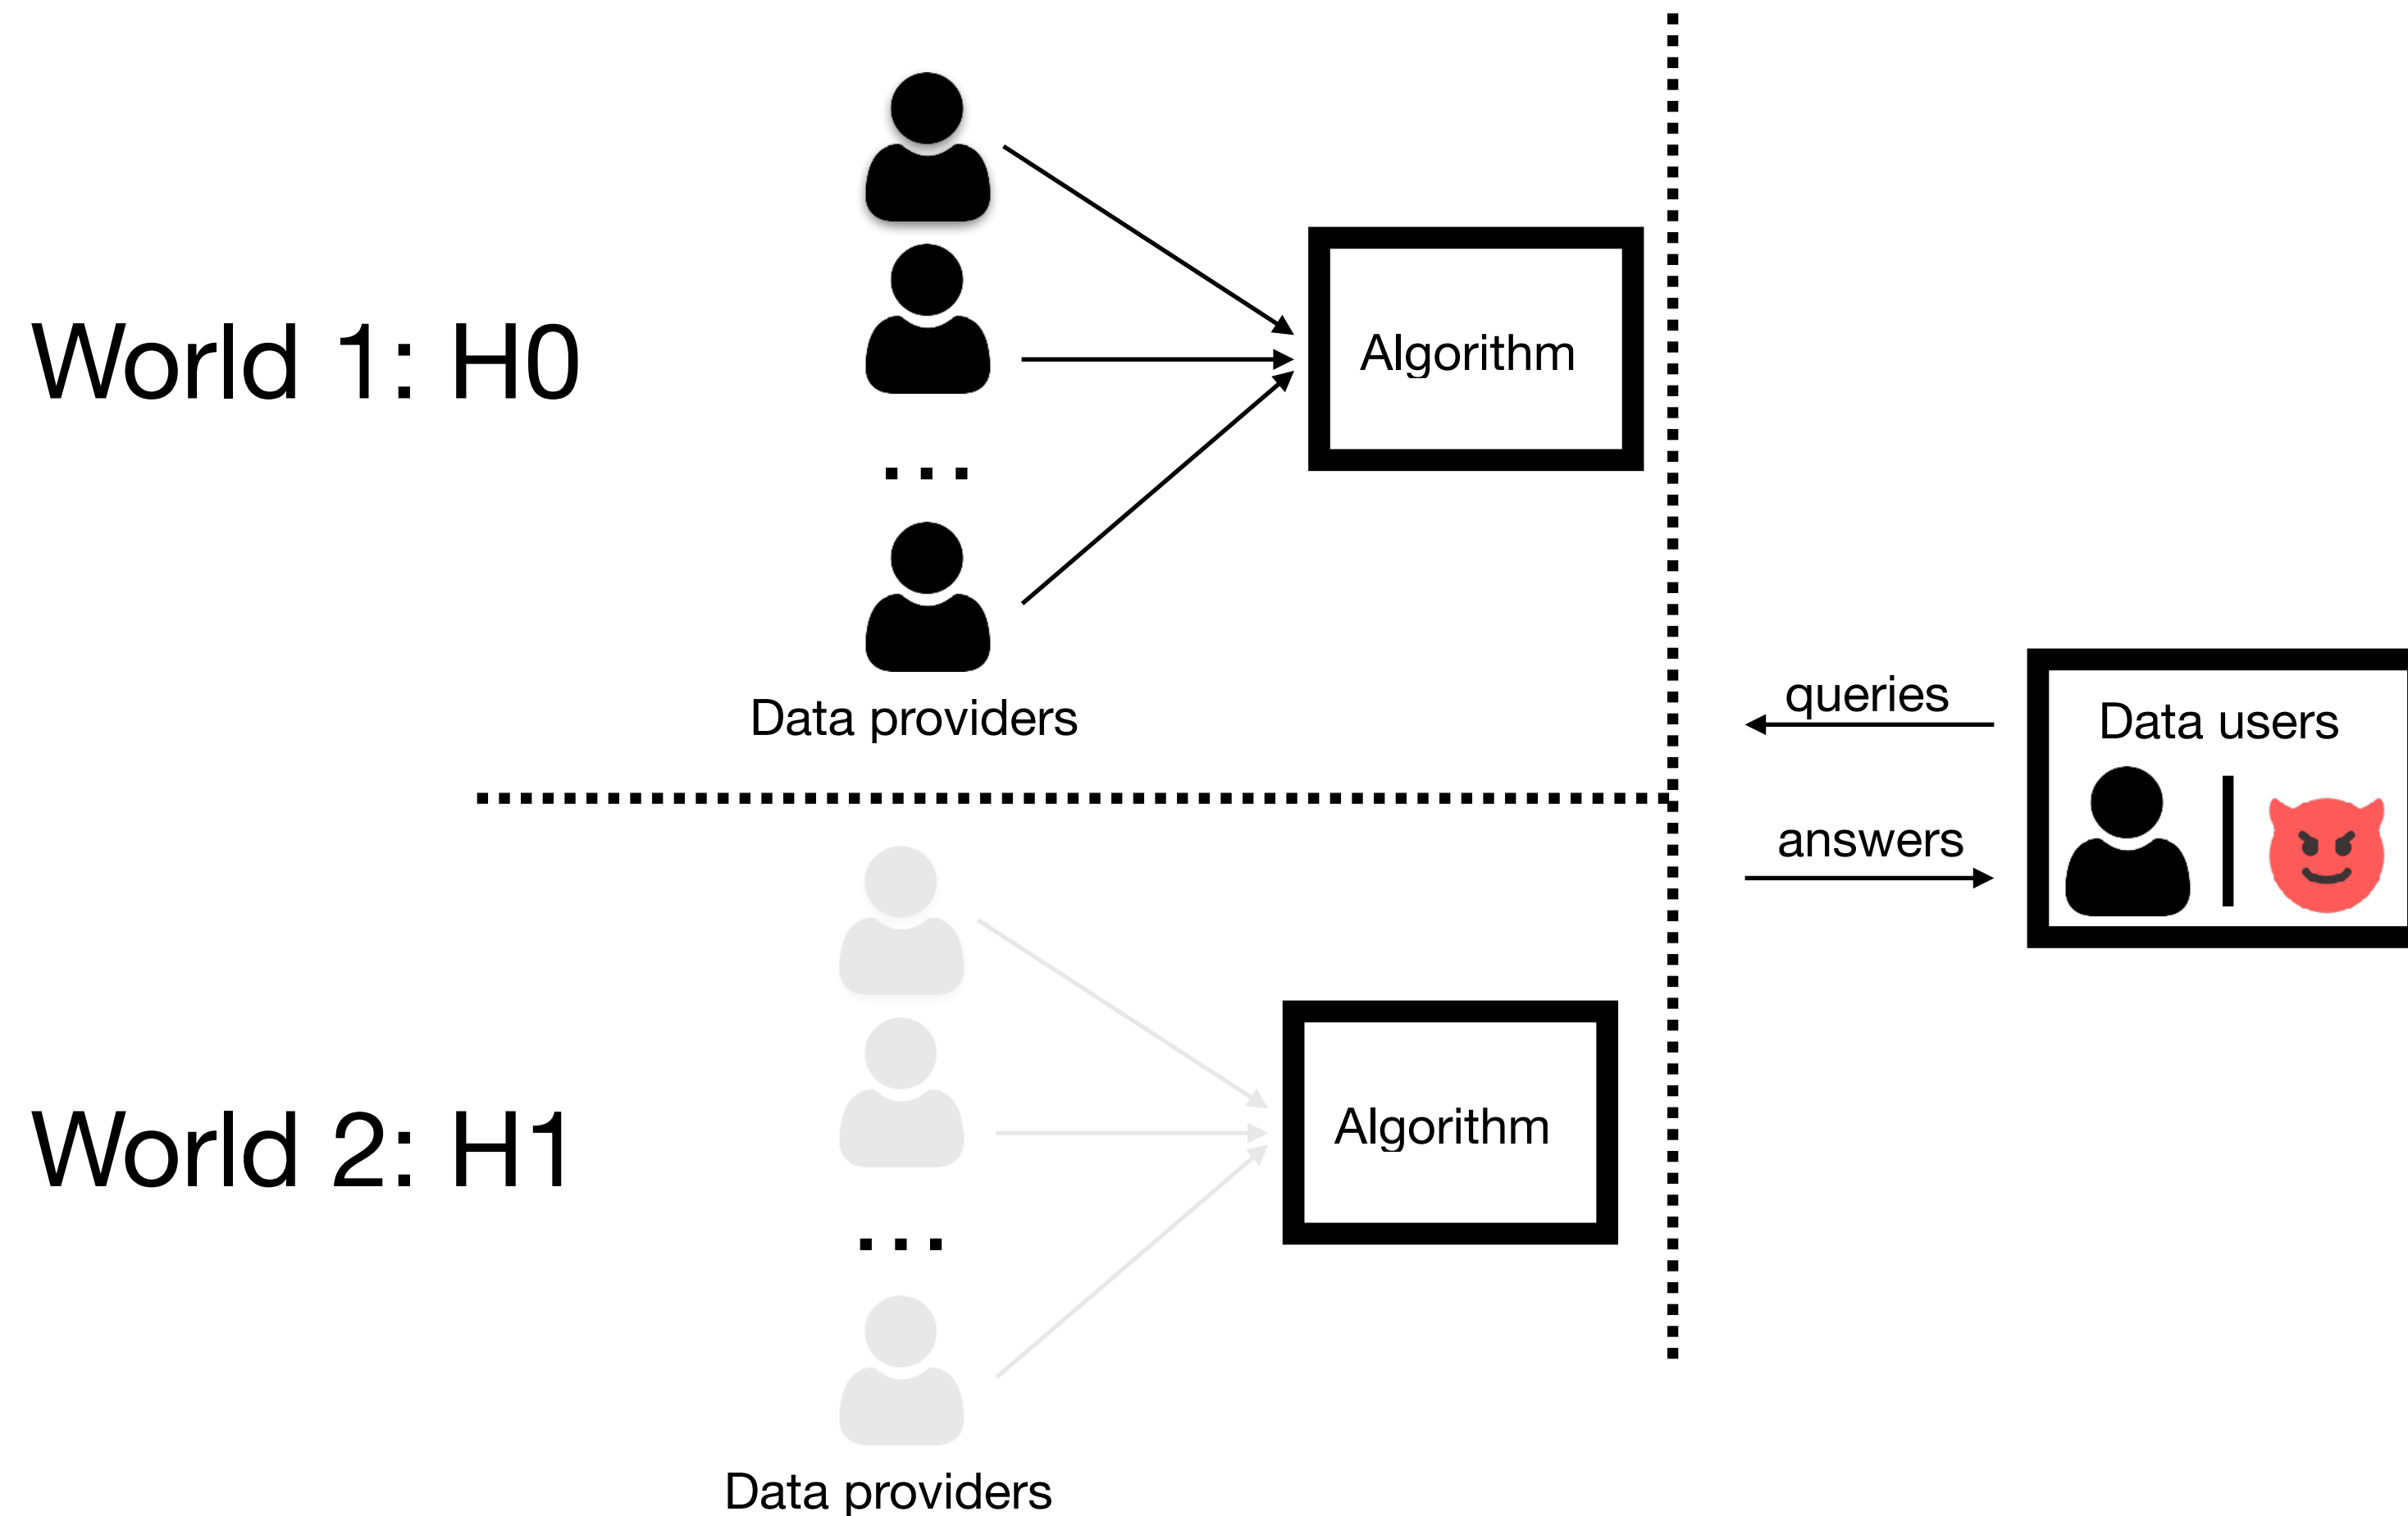 World 1: H0
Algorithm
...
Data providers
queries
Data users
answers
World 2: H1
Algorithm
...
Data providers